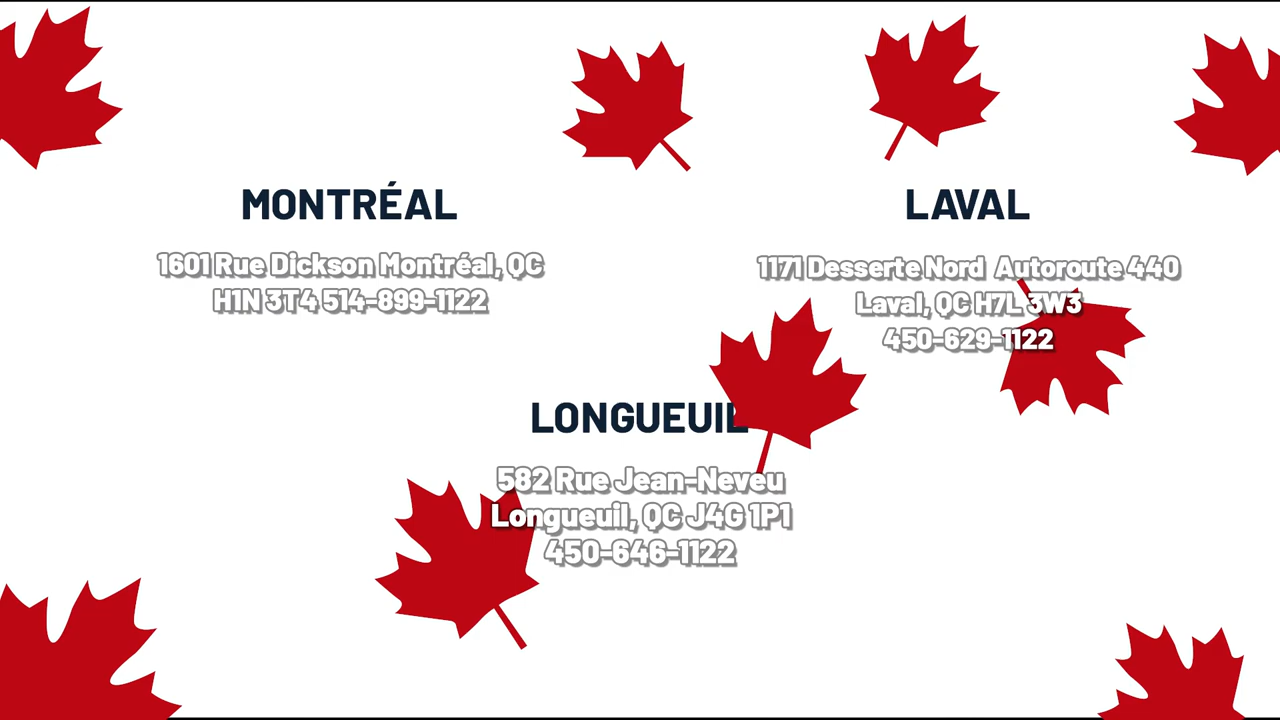 MONTRÉAL
1601 Rue Dickson Montréal, QC
H1N 3T4 514-899-1122
LAVAL
1171 Desserte Nord Autoroute 440
Laval, QC H7L 3W3
450-629-1122
LONGUEUIL
582 Rue Jean-Neveu
Longueuil, QC J4G 1P1
450-646-1122